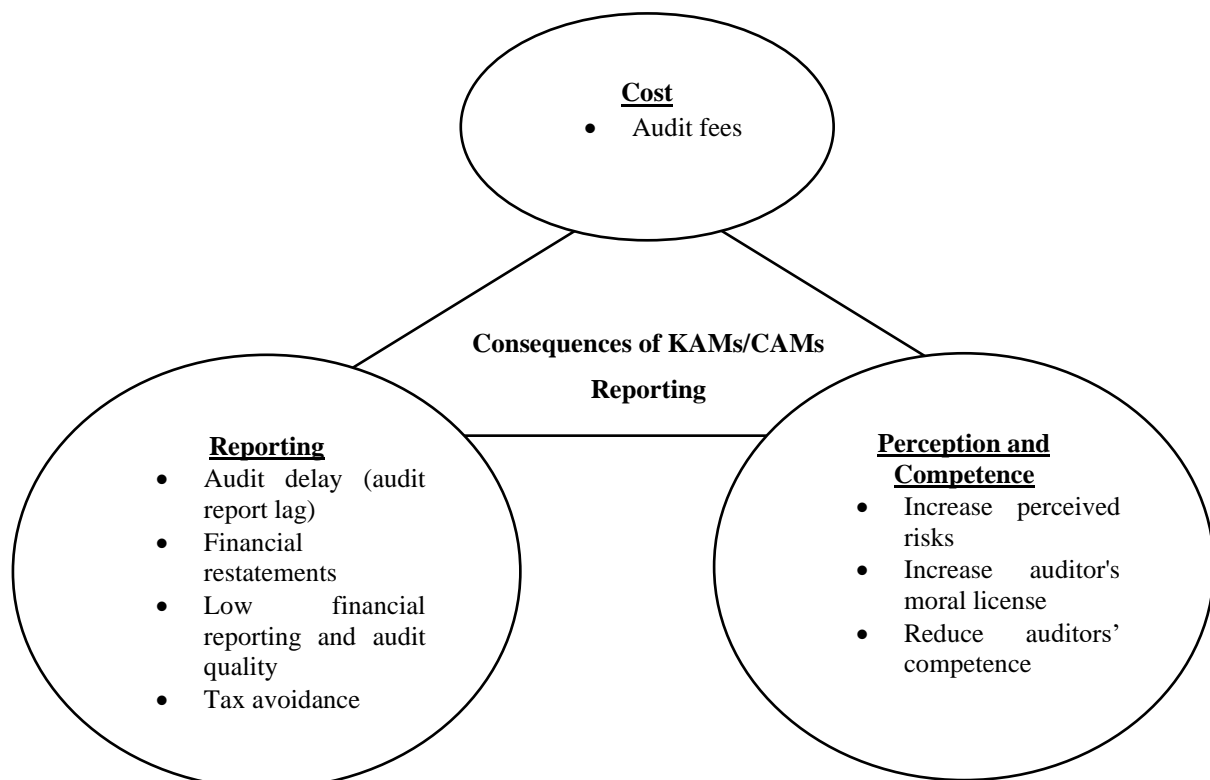 Cost
• Audit fees
Consequences of KAMs/CAMs
Reporting
Reporting
• Audit delay (audit
report lag)
• Financial
restatements
• Low financial
reporting and audit
quality
• Tax avoidance
Perception and
Competence
• Increase perceived
risks
• Increase auditor's
moral license
• Reduce auditors’
competence